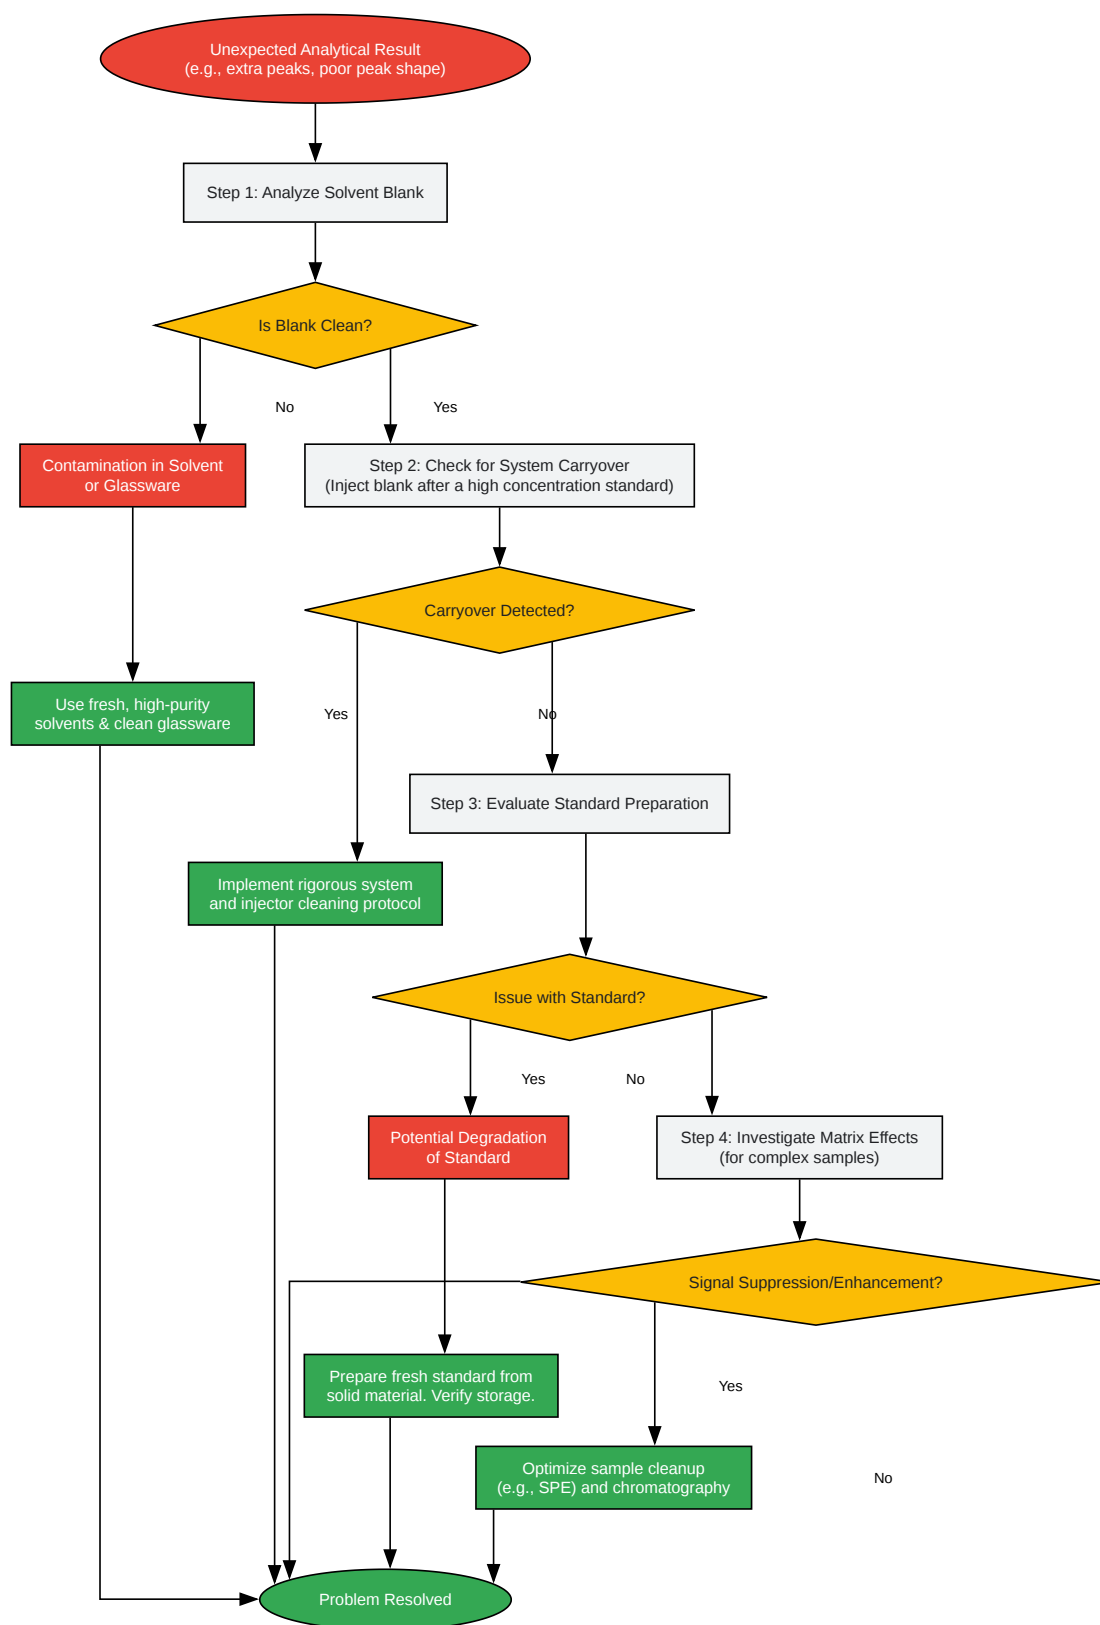 Unexpected Analytical Result
(e.g., extra peaks, poor peak shape)
Step 1: Analyze Solvent Blank
Is Blank Clean?
No
Yes
Contamination in Solvent
or Glassware
Step 2: Check for System Carryover
(Inject blank after a high concentration standard)
Carryover Detected?
Use fresh, high-purity
solvents & clean glassware
Yes
No
Step 3: Evaluate Standard Preparation
Implement rigorous system
and injector cleaning protocol
Issue with Standard?
Yes
No
Potential Degradation
of Standard
Step 4: Investigate Matrix Effects
(for complex samples)
Signal Suppression/Enhancement?
Prepare fresh standard from
solid material. Verify storage.
Yes
Optimize sample cleanup
(e.g., SPE) and chromatography
No
Problem Resolved